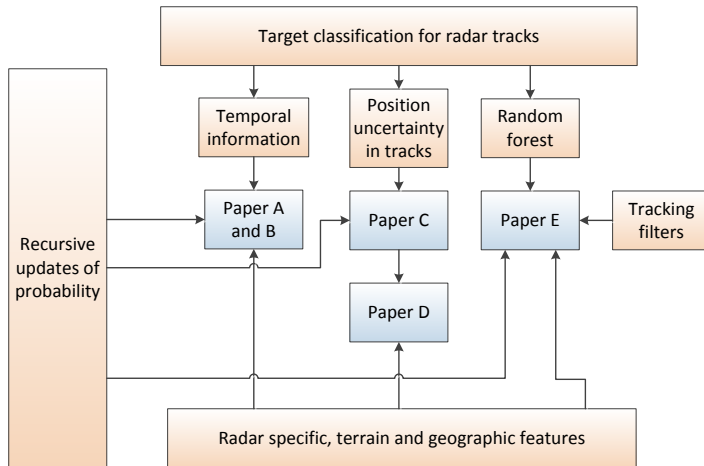 Target classification for radar tracks
Temporal
information
Position
uncertainty
in tracks
Random
forest
Paper A
and B
Paper C
Paper E
Tracking
filters
Recursive
updates of
probability
Paper D
Radar specific, terrain and geographic features